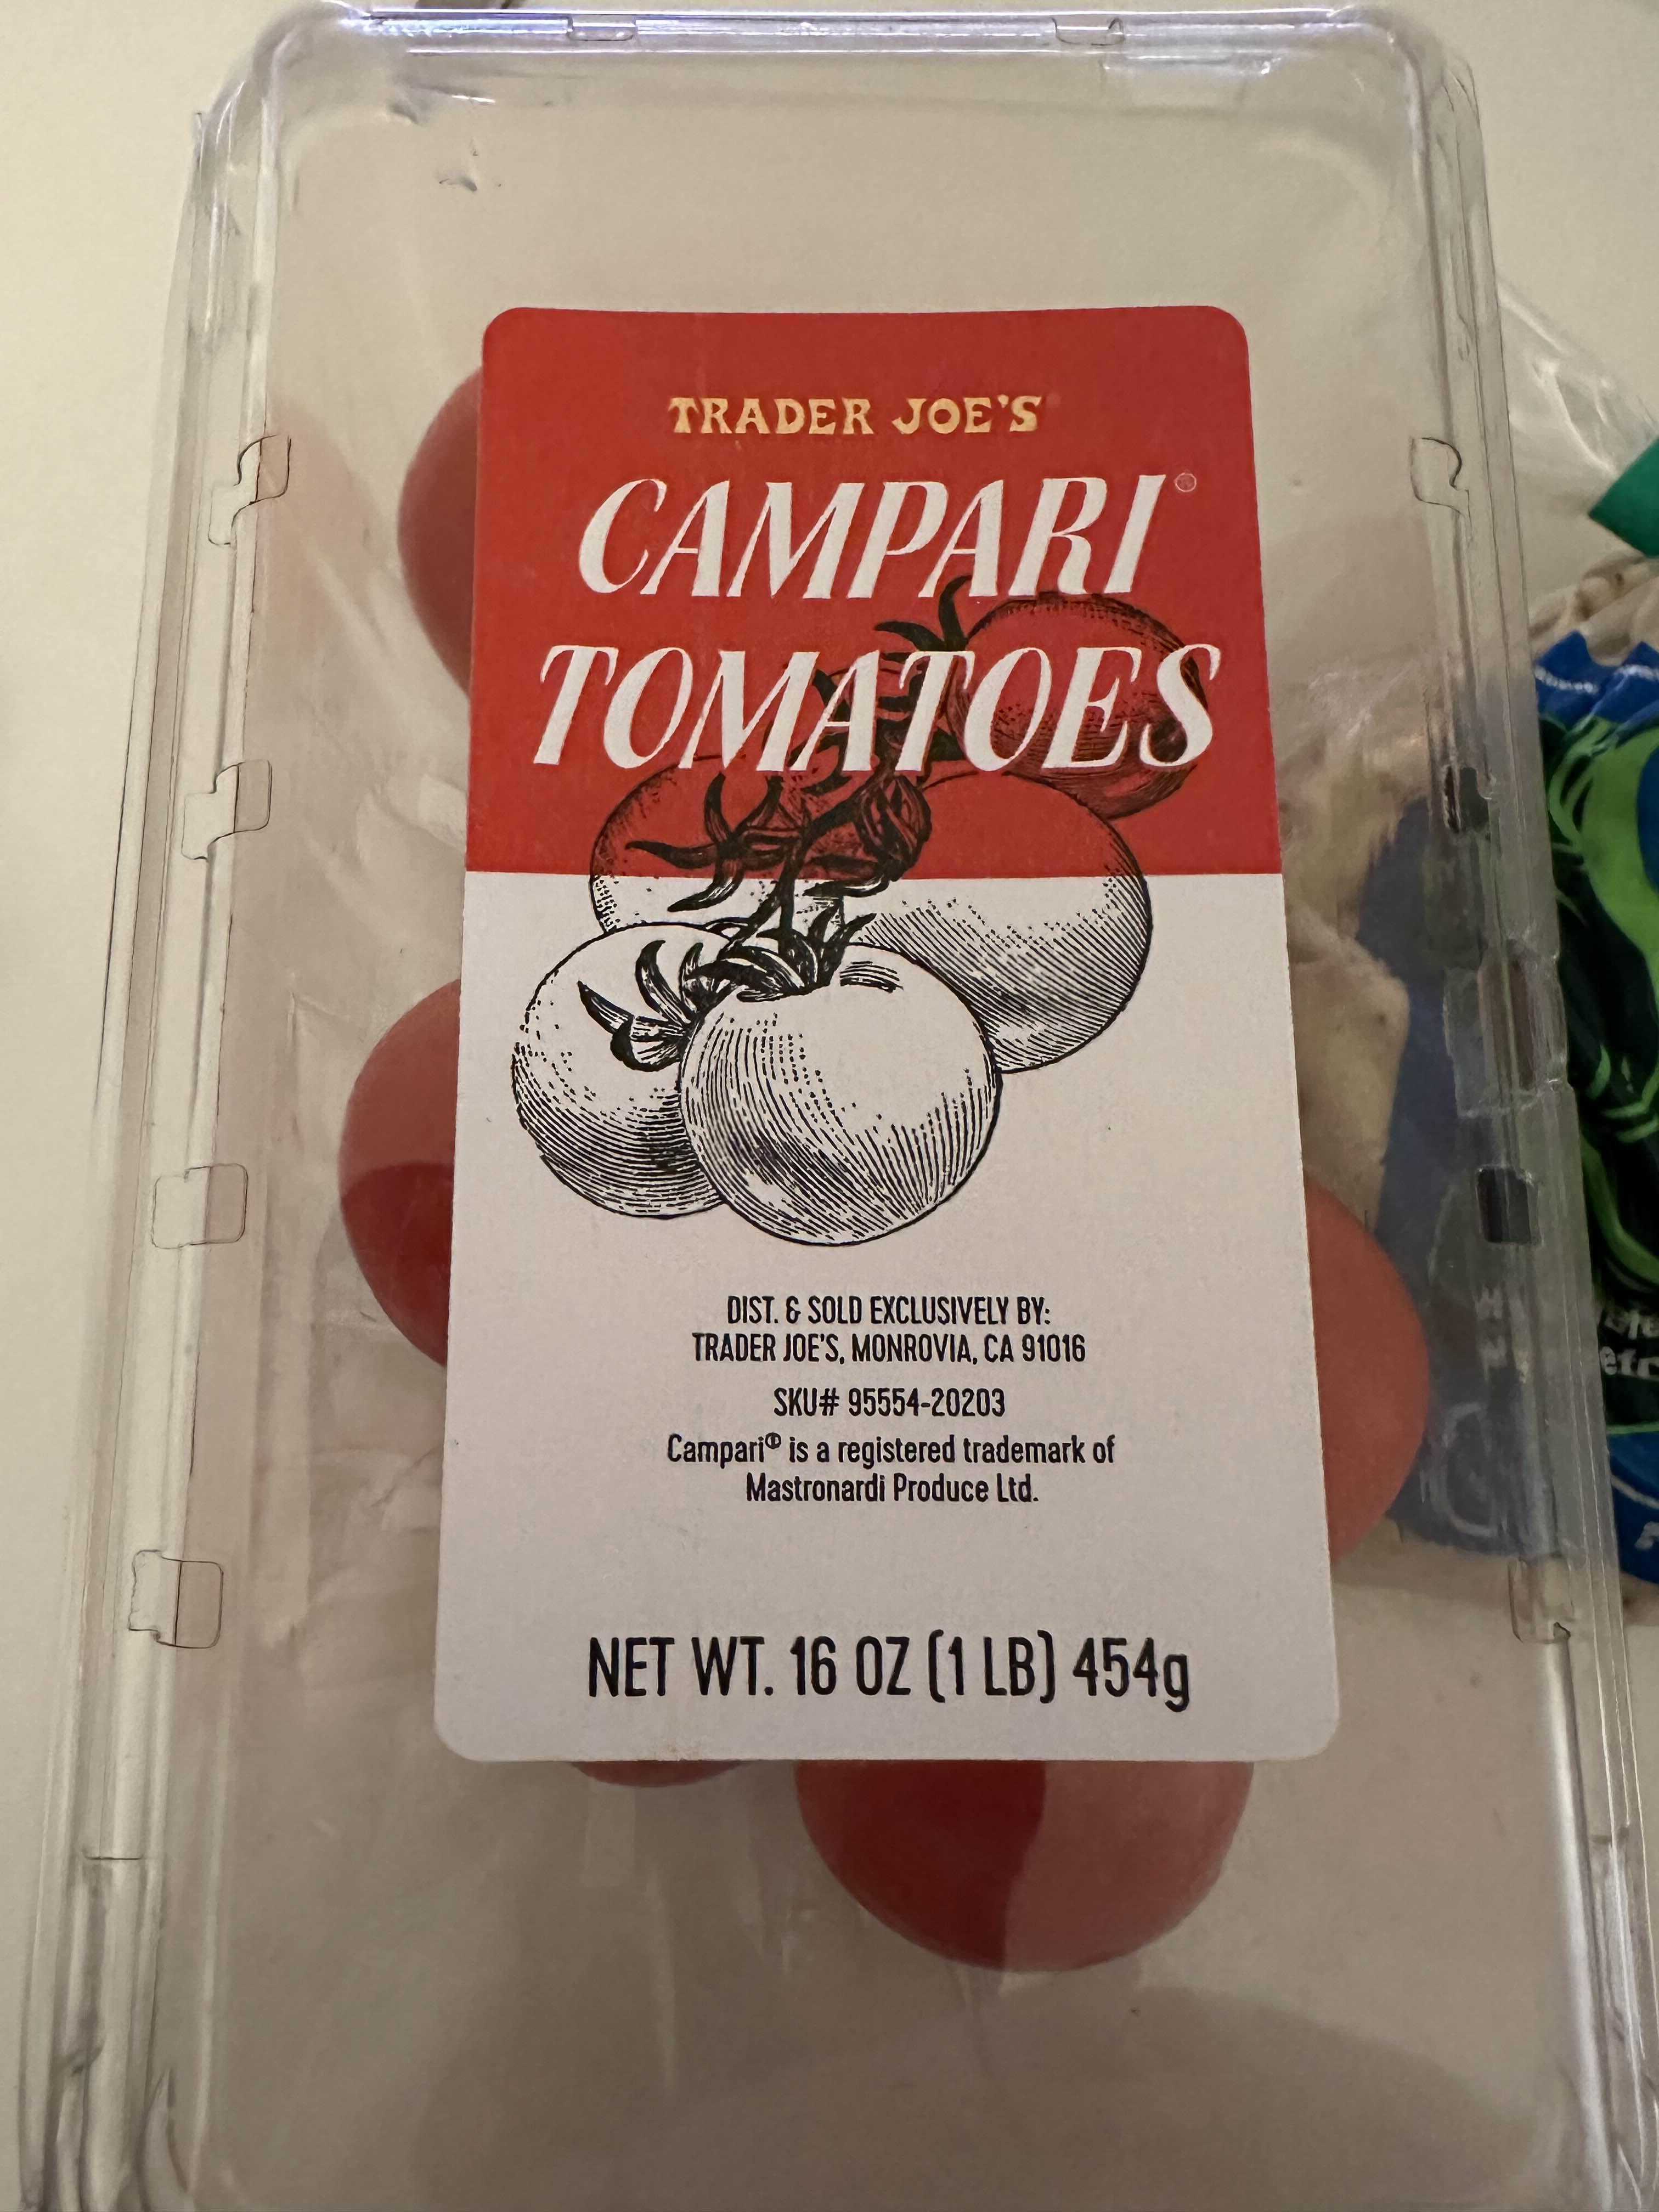 TRADER JOE'S
CAMPARI®
TOMATOES
DIST. & SOLD EXCLUSIVELY BY:
TRADER JOE'S, MONROVIA, CA 91016
SKU# 95554-20203
Campari® is a registered trademark of
Mastronardi Produce Ltd.
NET WT. 16 OZ (1 LB) 454g